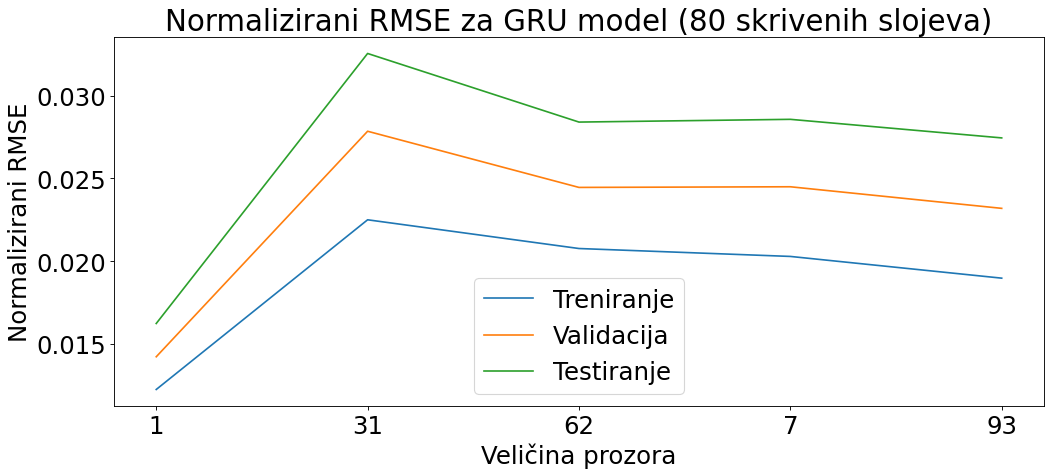 Normalizirani RMSE za GRU model (80 skrivenih slojeva)
Normalizirani RMSE
0.030
0.025
0.020
0.015
Treniranje
Validacija
Testiranje
1 31 62 7 93
Veličina prozora